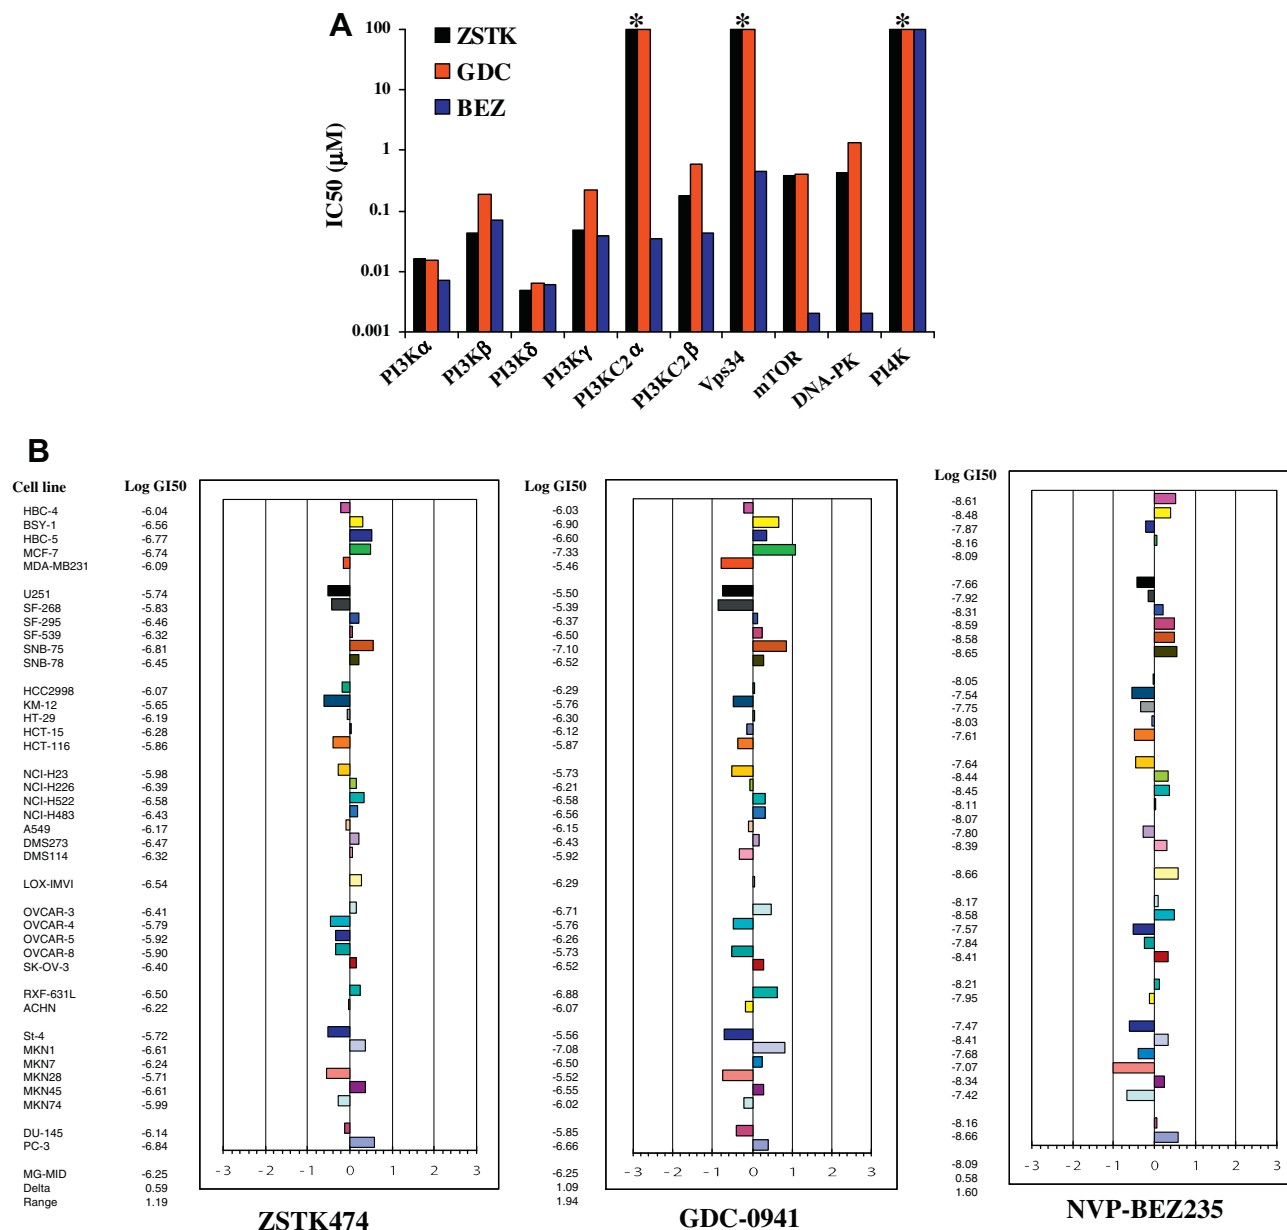 A
100
10
1
0.1
0.01
0.001
IC50 (μM)
ZSTK
GDC
BEZ
*
*
*
PI3Kα
PI3Kβ
PI3Kδ
PI3Kγ
PI3KC2α
PI3KC2β
Vps34
mTOR
DNA-PK
PI4K
B
Cell line Log GI50 Log GI50 Log GI50
HBC-4 -6.04 -6.03 -8.61
BSY-1 -6.56 -6.90 -8.48
HBC-5 -6.77 -6.60 -7.87
MCF-7 -6.74 -7.33 -8.16
MDA-MB231 -6.09 -5.46 -8.09
U251 -5.74 -5.50 -7.66
SF-268 -5.83 -5.39 -7.92
SF-295 -6.46 -6.37 -8.31
SF-539 -6.32 -6.50 -8.59
SNB-75 -6.81 -7.10 -8.58
SNB-78 -6.45 -6.52 -8.65
HCC2998 -6.07 -6.29 -8.05
KM-12 -5.65 -5.76 -7.54
HT-29 -6.19 -6.30 -7.75
HCT-15 -6.28 -6.12 -8.03
HCT-116 -5.86 -5.87 -7.61
NCI-H23 -5.98 -5.73 -7.64
NCI-H226 -6.39 -6.21 -8.44
NCI-H522 -6.58 -6.58 -8.45
NCI-H483 -6.43 -6.56 -8.11
A549 -6.17 -6.15 -8.07
DMS273 -6.47 -6.43 -7.80
DMS114 -6.32 -5.92 -8.39
LOX-IMVI -6.54 -6.29 -8.66
OVCAR-3 -6.41 -6.71 -8.17
OVCAR-4 -5.79 -5.76 -8.58
OVCAR-5 -5.92 -6.26 -7.57
OVCAR-8 -5.90 -5.73 -7.84
SK-OV-3 -6.40 -6.52 -8.41
RXF-631L -6.50 -6.88 -8.21
ACHN -6.22 -6.07 -7.95
St-4 -5.72 -5.56 -7.47
MKN1 -6.61 -7.08 -8.41
MKN7 -6.24 -6.50 -7.68
MKN28 -5.71 -5.52 -7.07
MKN45 -6.61 -6.55 -8.34
MKN74 -5.99 -6.02 -7.42
DU-145 -6.14 -5.85 -8.16
PC-3 -6.84 -6.66 -8.66
MG-MID -6.25 -6.25 -8.09
Delta 0.59 1.09 0.58
Range 1.19 1.94 1.60
-3 -2 -1 0 1 2 3
-3 -2 -1 0 1 2 3
-3 -2 -1 0 1 2 3
ZSTK474
GDC-0941
NVP-BEZ235